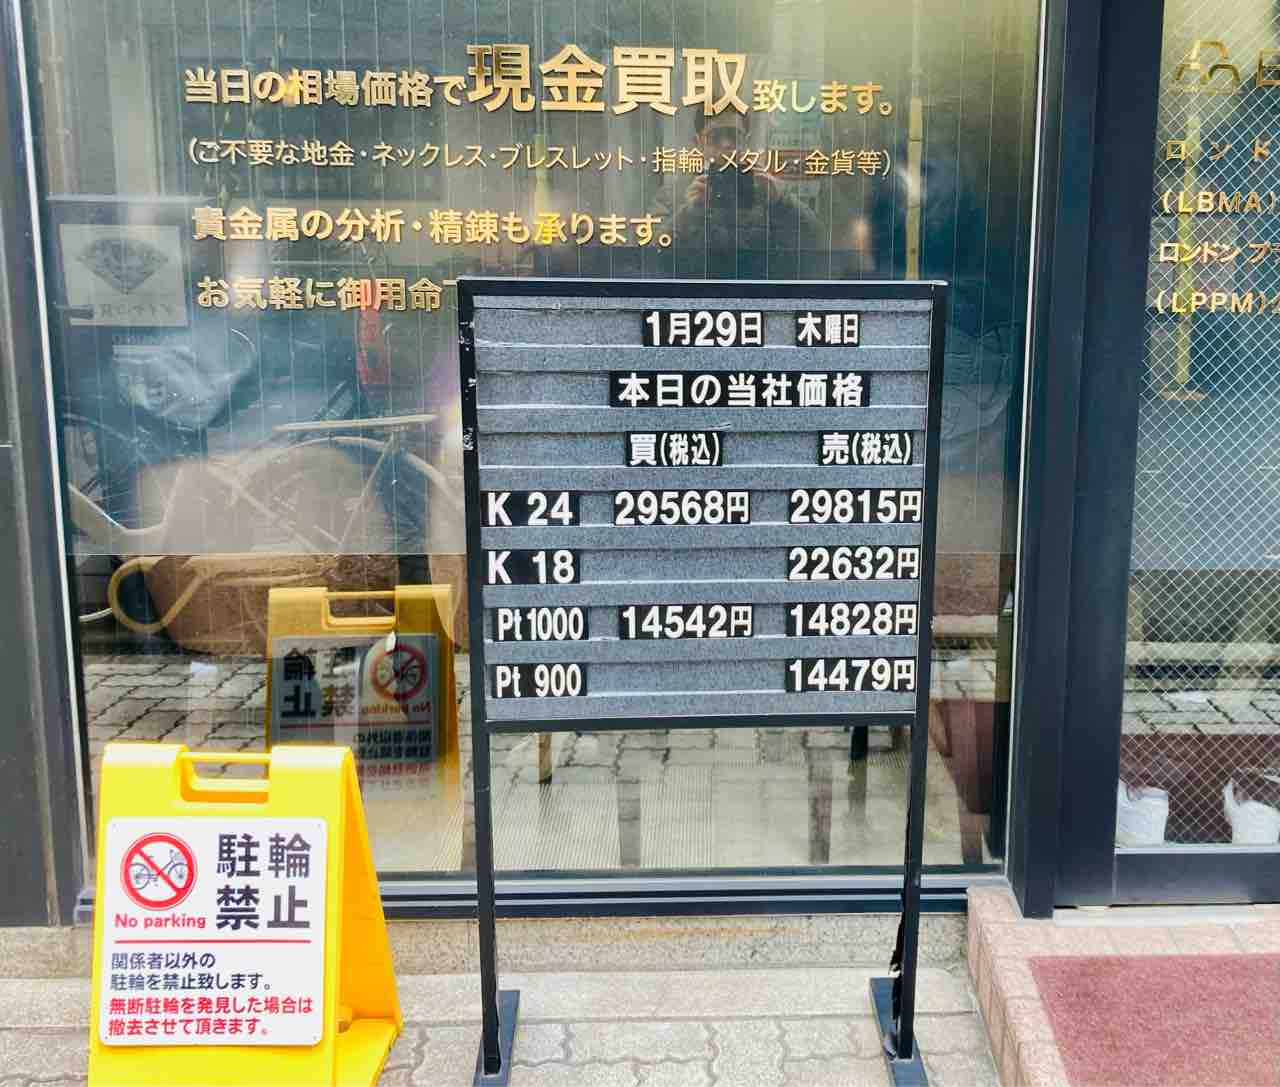 当日の相場価格で現金買取致します。
(ご不要な地金・ネックレス・ブレスレット・指輪・メダル・金貨等)
貴金属の分析・精錬も承ります。
お気軽に御用命
ロンド
(LBMA)
ロンドン プラ
(LPPM)
1月29日 木曜日
本日の当社価格
買(税込) 売(税込)
K 24 29568円 29815円
K 18 22632円
Pt1000 14542円 14828円
Pt 900 14479円
駐輪
禁止
No parking
関係者以外の
駐輪を禁止致します。
無断駐輪を発見した場合は
撤去させて頂きます。